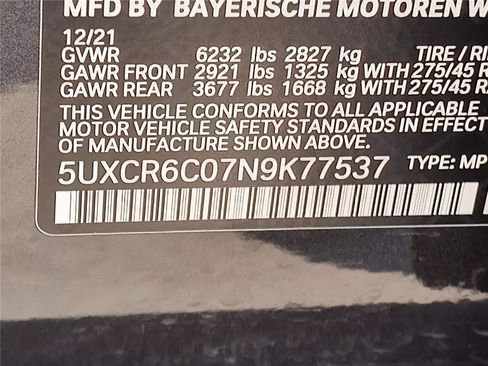 MFD BY BAYERISCHE MOTOREN W
12/21
GVWR 6232 lbs 2827 kg TIRE / RI
GAWR FRONT 2921 lbs 1325 kg WITH 275/45 R
GAWR REAR 3677 lbs 1668 kg WITH 275/45 R
THIS VEHICLE CONFORMS TO ALL APPLICABLE
MOTOR VEHICLE SAFETY STANDARDS IN EFFECT
OF MANUFACTURE SHOWN ABOVE.
5UXCR6C07N9K77537 TYPE: MP